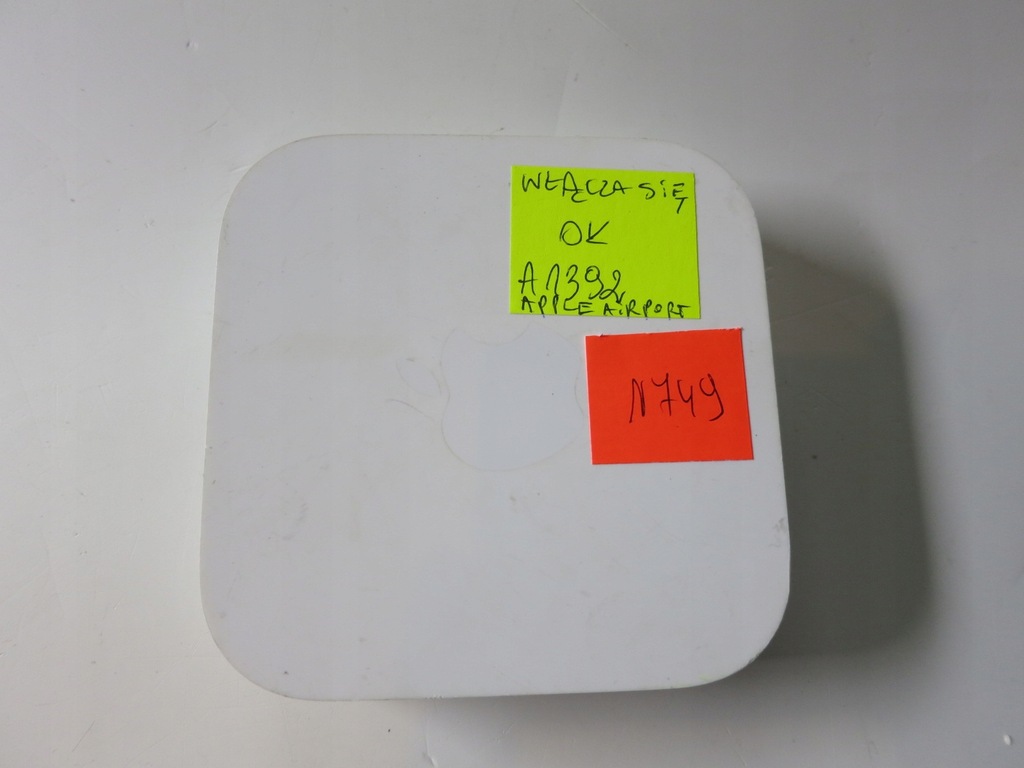 WŁĄCZA SIĘ
OK
A1392
APPLE AIRPORT
N749